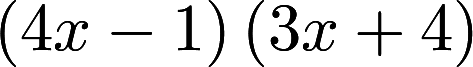 (4x − 1) (3x + 4)